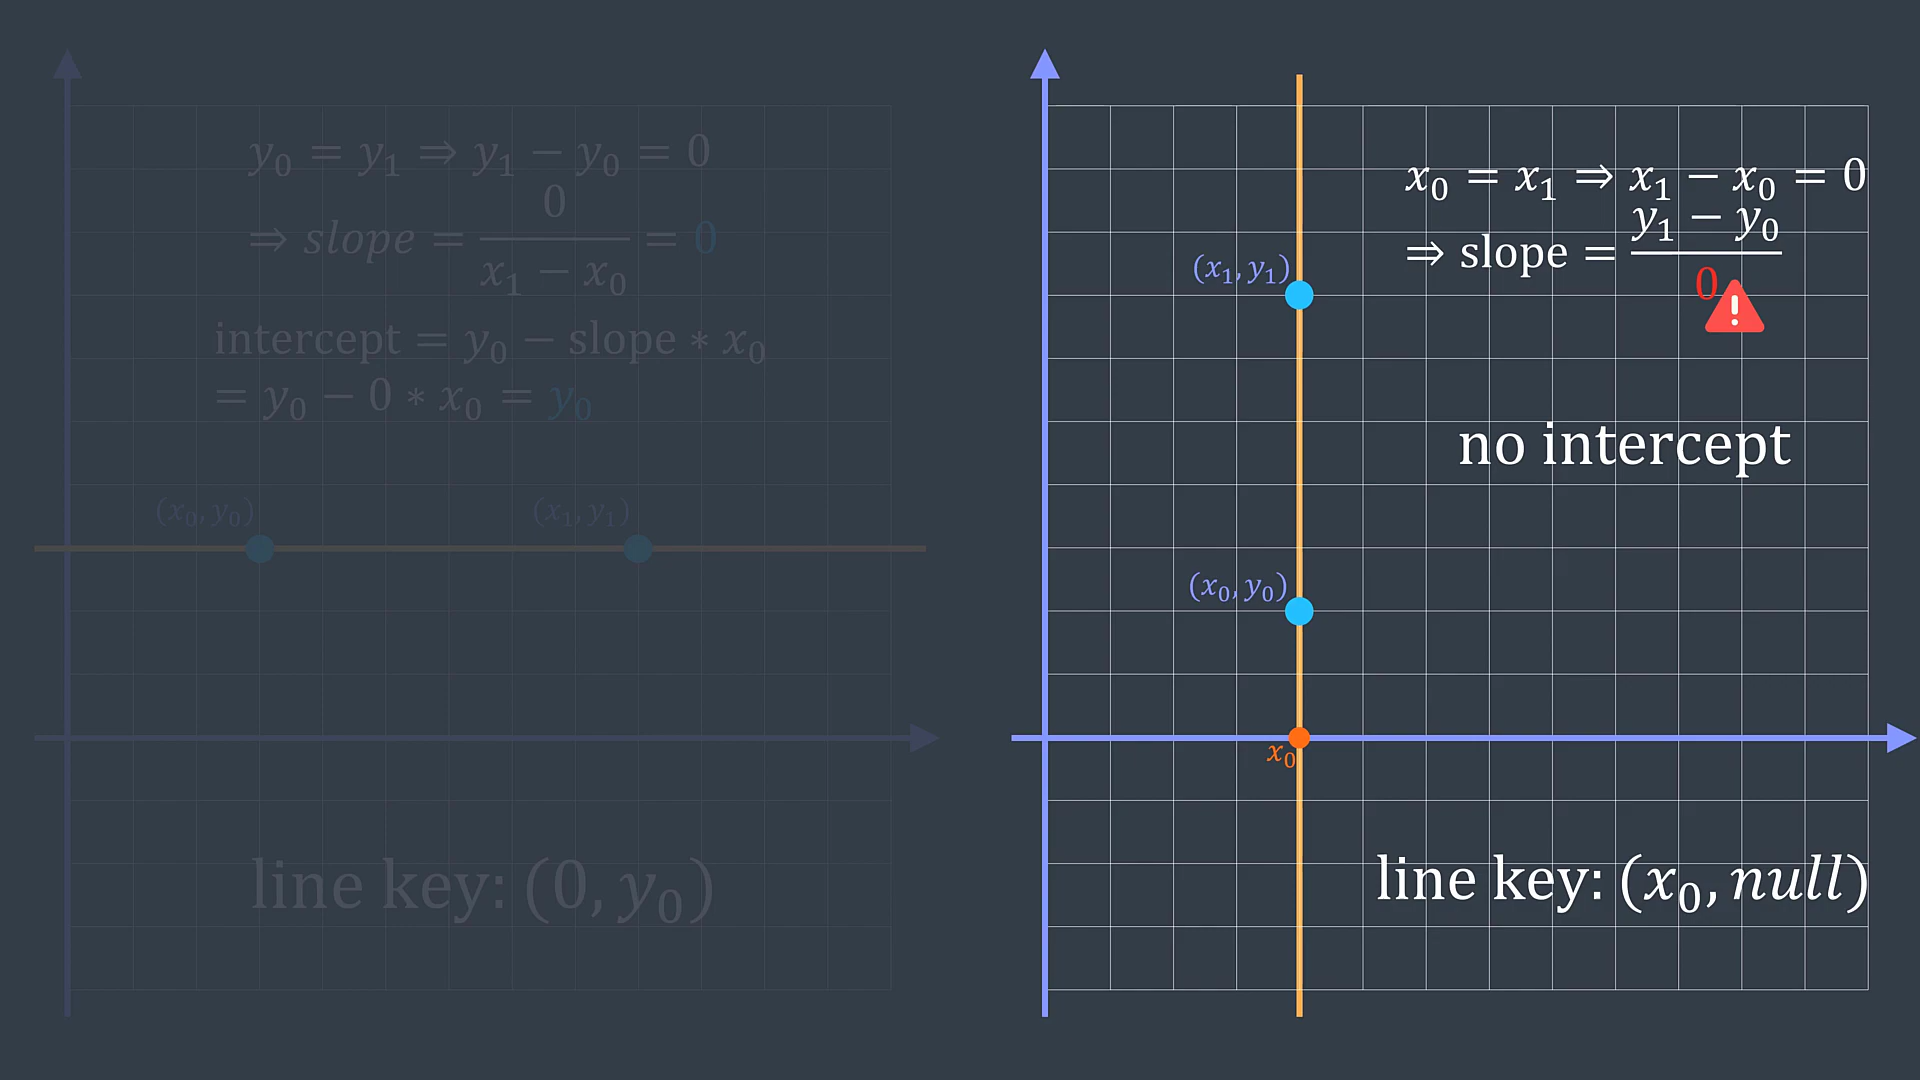 y₀ = y₁ ⇒ y₁ − y₀ = 0
⇒ slope = 0 / (x₁ − x₀) = 0
intercept = y₀ − slope * x₀
= y₀ − 0 * x₀ = y₀
(x₀, y₀)
(x₁, y₁)
line key: (0, y₀)
x₀ = x₁ ⇒ x₁ − x₀ = 0
⇒ slope = (y₁ − y₀) / 0
(x₁, y₁)
no intercept
(x₀, y₀)
x₀
line key: (x₀, null)